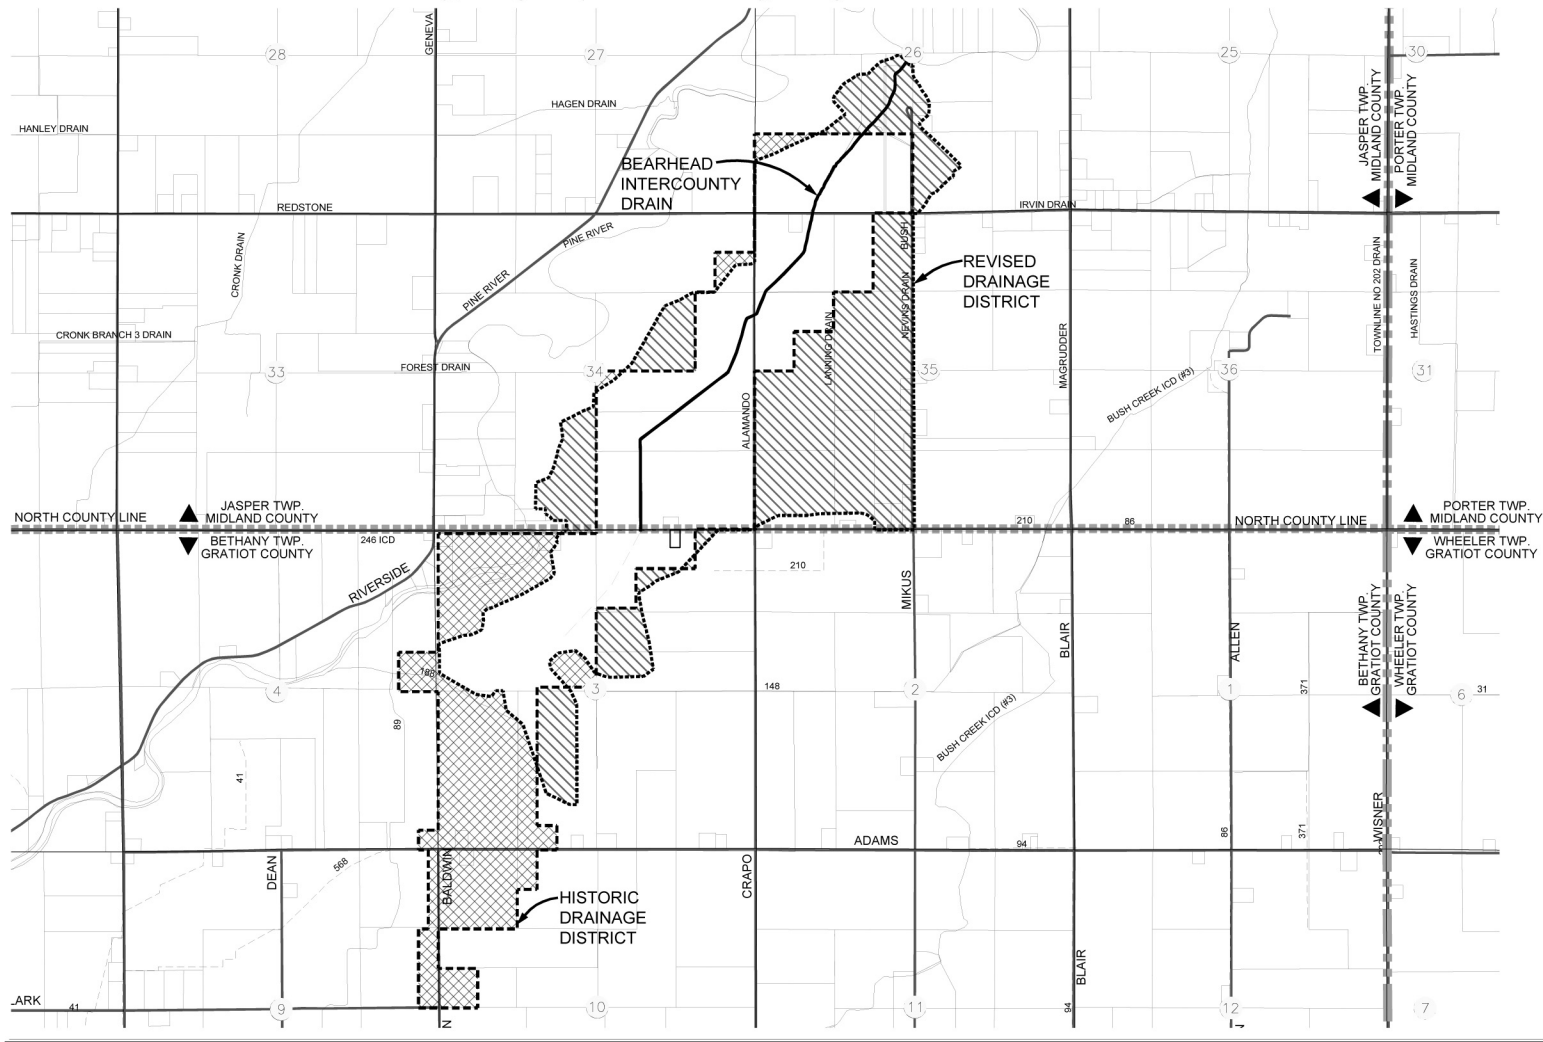 GENEVA
28
27
26
25
30
HAGEN DRAIN
HANLEY DRAIN
JASPER TWP.
MIDLAND COUNTY
PORTER TWP.
MIDLAND COUNTY
BEARHEAD
INTERCOUNTY
DRAIN
REDSTONE
IRVIN DRAIN
PINE RIVER
CRONK DRAIN
BUSH
REVISED
DRAINAGE
DISTRICT
PINE RIVER
NEVINS DRAIN
LANNING DRAIN
TOWNLINE NO 202 DRAIN
HASTINGS DRAIN
CRONK BRANCH 3 DRAIN
FOREST DRAIN
MAGRUDDER
33
34
35
36
31
BUSH CREEK ICD (#3)
ALAMANDO
NORTH COUNTY LINE
JASPER TWP.
MIDLAND COUNTY
BETHANY TWP.
GRATIOT COUNTY
246 ICD
210
86
NORTH COUNTY LINE
PORTER TWP.
MIDLAND COUNTY
WHEELER TWP.
GRATIOT COUNTY
210
RIVERSIDE
MIKUS
BLAIR
ALLEN
BETHANY TWP.
GRATIOT COUNTY
WHEELER TWP.
GRATIOT COUNTY
188
4
3
148
2
1
371
6
31
89
BUSH CREEK ICD (#3)
41
WISNER
86
371
ADAMS
94
DEAN
568
BALDWIN
CRAPO
HISTORIC
DRAINAGE
DISTRICT
BLAIR
LARK
41
9
10
11
94
12
7
N